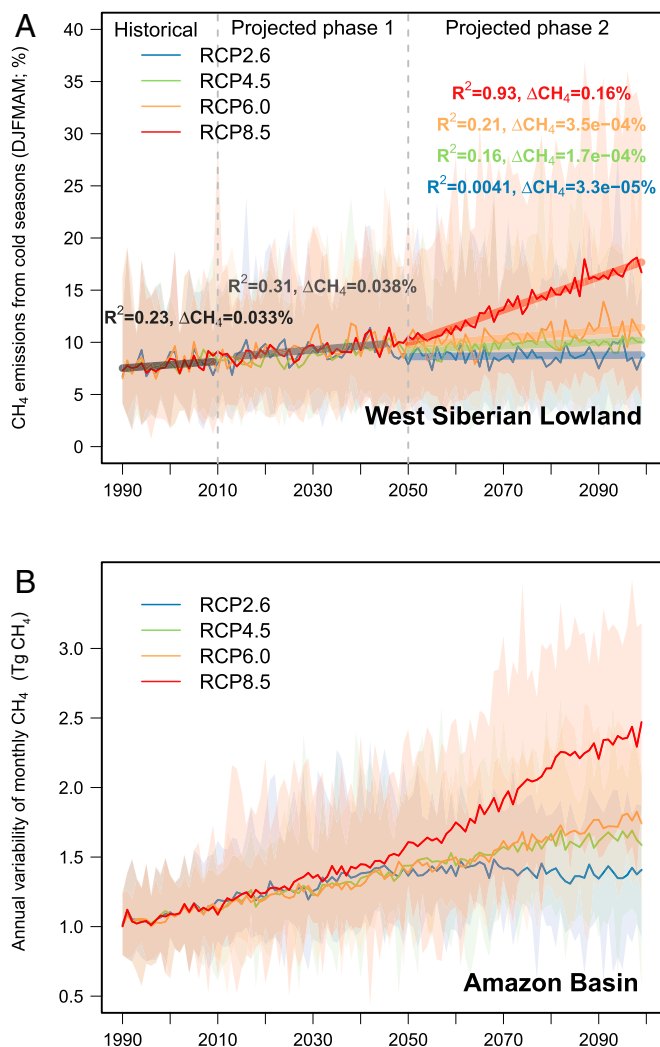 A
Historical
Projected phase 1
Projected phase 2
RCP2.6
RCP4.5
RCP6.0
RCP8.5
R²=0.93, ΔCH₄=0.16%
R²=0.21, ΔCH₄=3.5e−04%
R²=0.16, ΔCH₄=1.7e−04%
R²=0.0041, ΔCH₄=3.3e−05%
R²=0.31, ΔCH₄=0.038%
R²=0.23, ΔCH₄=0.033%
West Siberian Lowland
CH₄ emissions from cold seasons (DJFMAM; %)
40
35
30
25
20
15
10
5
0
1990 2010 2030 2050 2070 2090
B
RCP2.6
RCP4.5
RCP6.0
RCP8.5
Amazon Basin
Annual variability of monthly CH₄ (Tg CH₄)
3.0
2.5
2.0
1.5
1.0
0.5
1990 2010 2030 2050 2070 2090